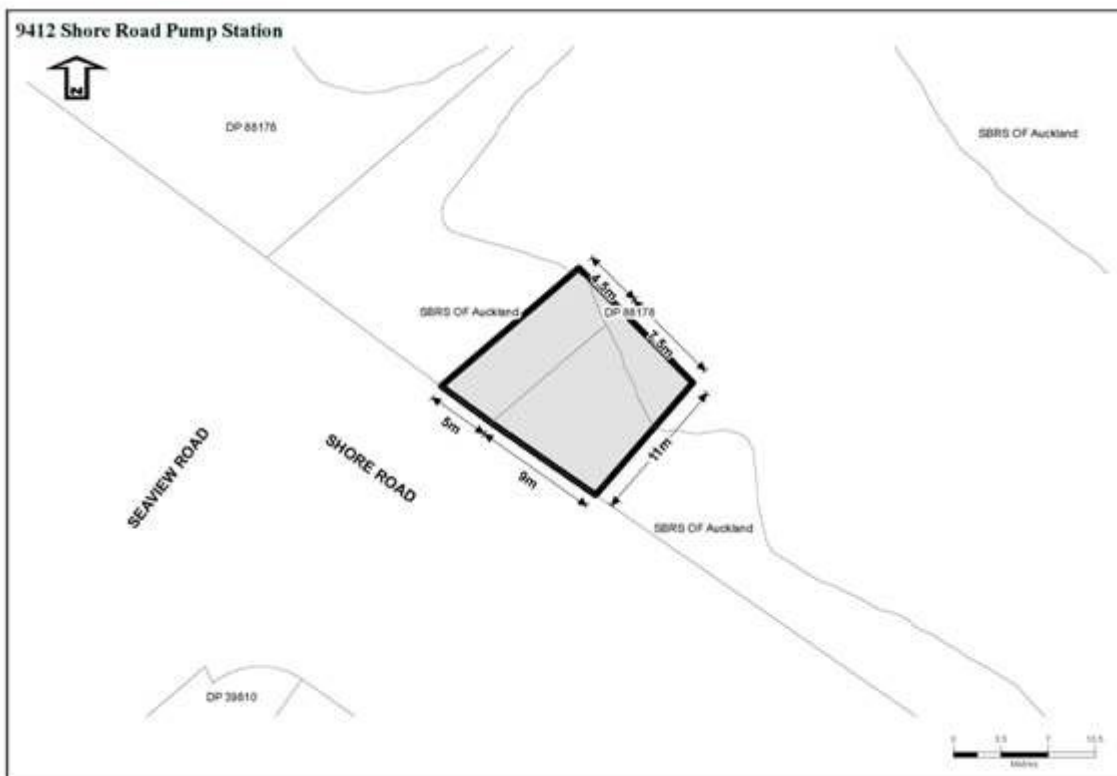 9412 Shore Road Pump Station
N
DP 88178
SBRS OF Auckland
4.5m
SBRS OF Auckland
DP 88178
7.5m
5m
11m
9m
SEAVIEW ROAD
SHORE ROAD
SBRS OF Auckland
DP 39810
0 3.5 7 10.5
Metres